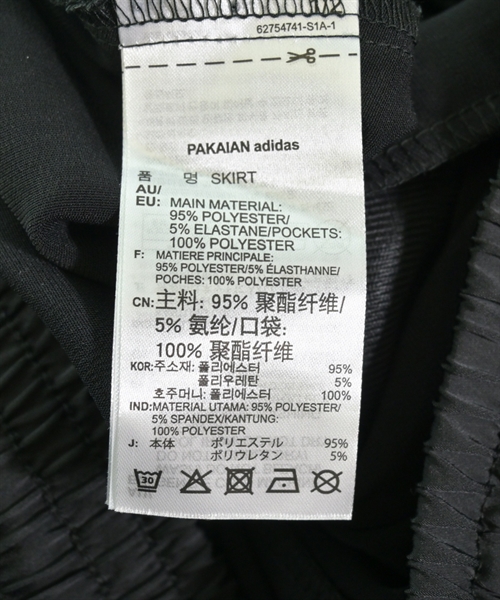 1/2
62754741-S1A-1
PAKAIAN adidas
품 명 SKIRT
AU/
EU: MAIN MATERIAL:
95% POLYESTER/
5% ELASTANE/POCKETS:
100% POLYESTER
F: MATIERE PRINCIPALE:
95% POLYESTER/5% ÉLASTHANNE/
POCHES: 100% POLYESTER
CN: 主料: 95% 聚酯纤维/
5% 氨纶/口袋:
100% 聚酯纤维
KOR:주소재: 폴리에스터 95%
폴리우레탄 5%
호주머니: 폴리에스터 100%
IND:MATERIAL UTAMA: 95% POLYESTER/
5% SPANDEX/KANTUNG:
100% POLYESTER
J: 本体 ポリエステル 95%
ポリウレタン 5%
30